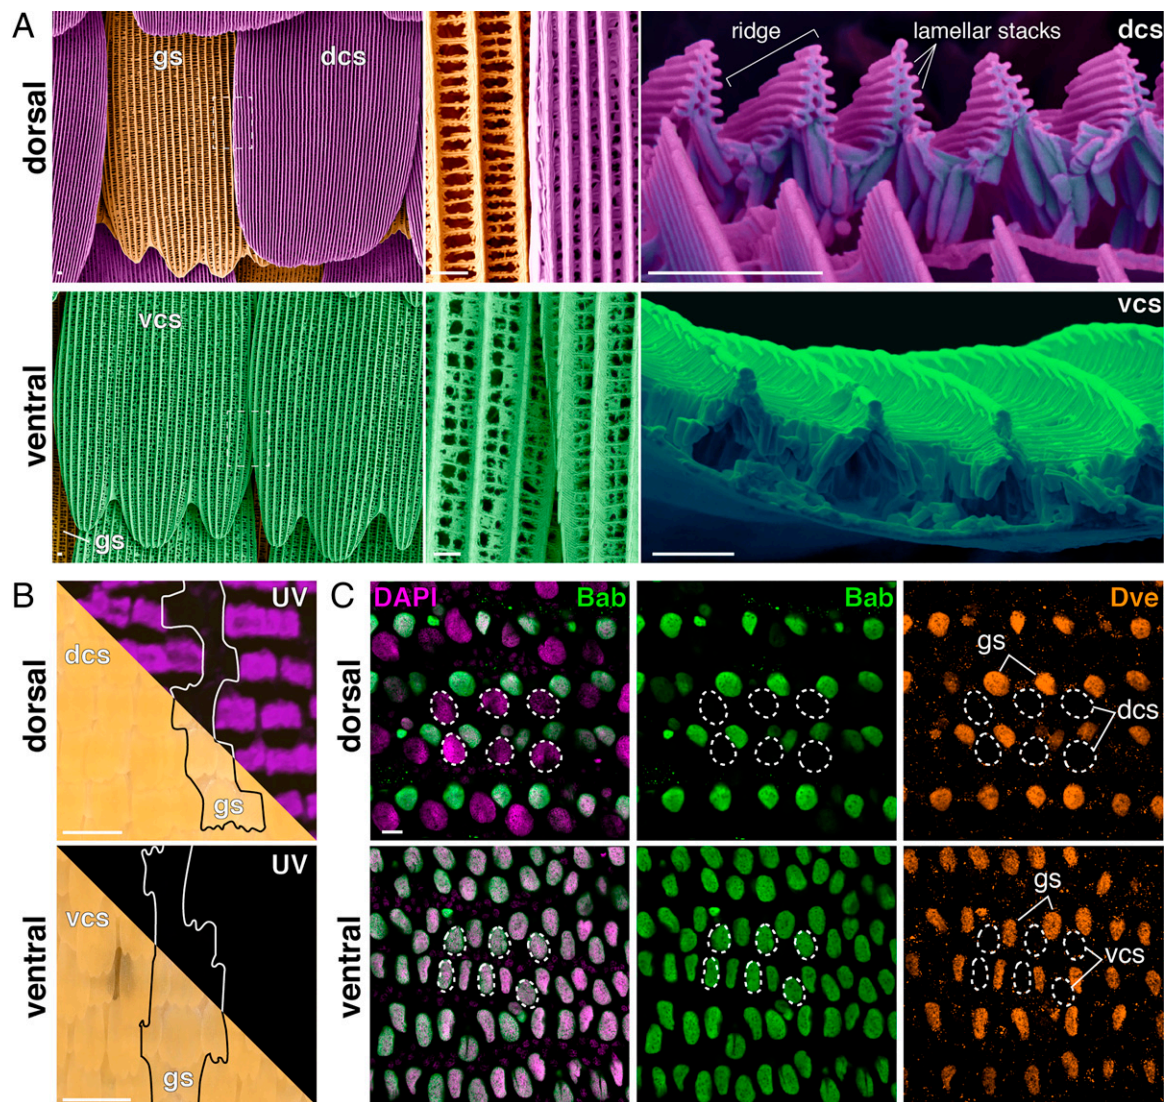 A
dorsal
gs
dcs
ridge
lamellar stacks
dcs
ventral
vcs
gs
vcs
B
dorsal
UV
dcs
gs
ventral
UV
vcs
gs
C
dorsal
DAPI
Bab
Bab
Dve
gs
dcs
ventral
gs
vcs